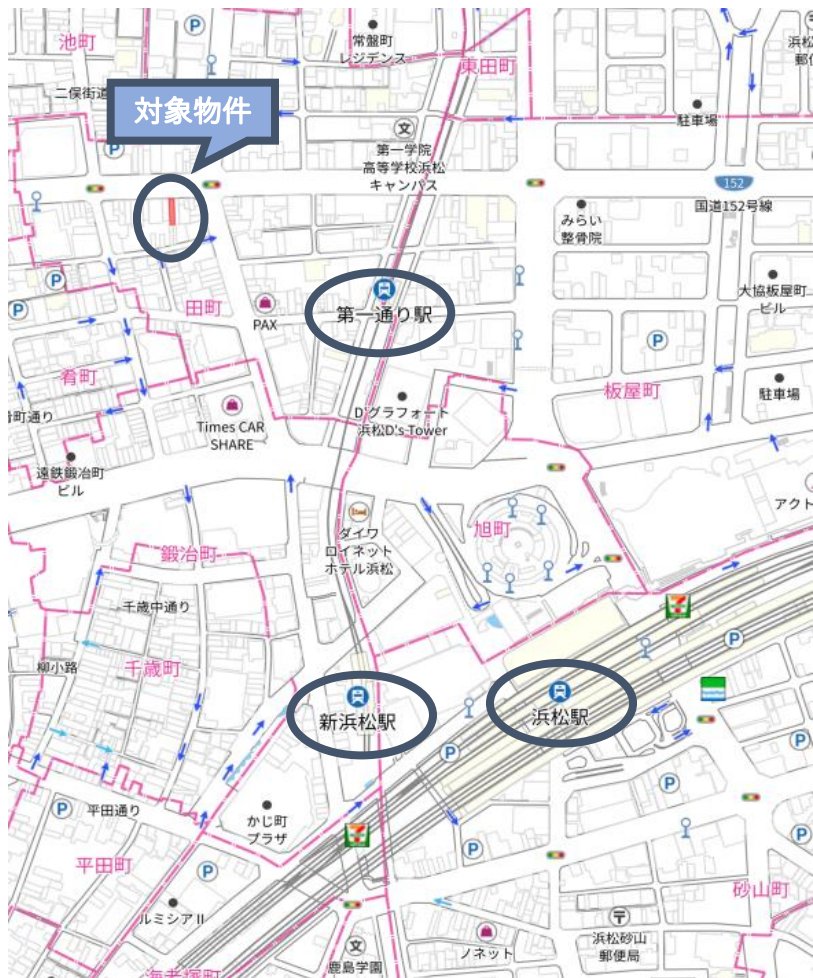 池町
常盤町
レジデンス
東田町
浜松
郵便
二俣街道
対象物件
駐車場
第一学院
高等学校浜松
キャンパス
152
国道152号線
みらい
整骨院
大協板屋町
ビル
第一通り駅
田町
PAX
肴町
板屋町
駐車場
肴町通り
Times CAR
SHARE
D'グラフォート
浜松D's Tower
遠鉄鍛冶町
ビル
アクト
ダイワ
ロイネット
ホテル浜松
旭町
鍛冶町
千歳中通り
柳小路
千歳町
新浜松駅
浜松駅
平田通り
かじ町
プラザ
平田町
ルミシアⅡ
砂山町
浜松砂山
郵便局
ノネット
鹿島学園
海老塚町